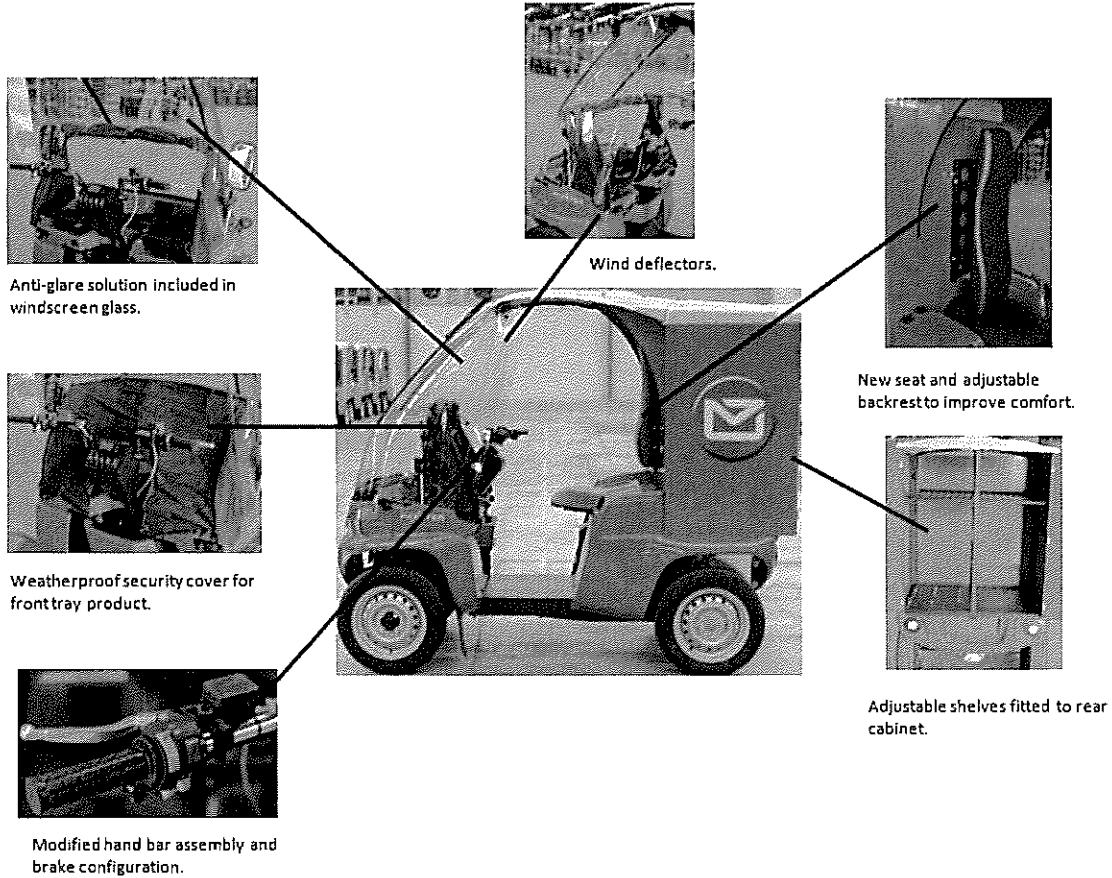 Wind deflectors.
Anti-glare solution included in
windscreen glass.
New seat and adjustable
backrest to improve comfort.
Weatherproof security cover for
front tray product.
Adjustable shelves fitted to rear
cabinet.
Modified hand bar assembly and
brake configuration.